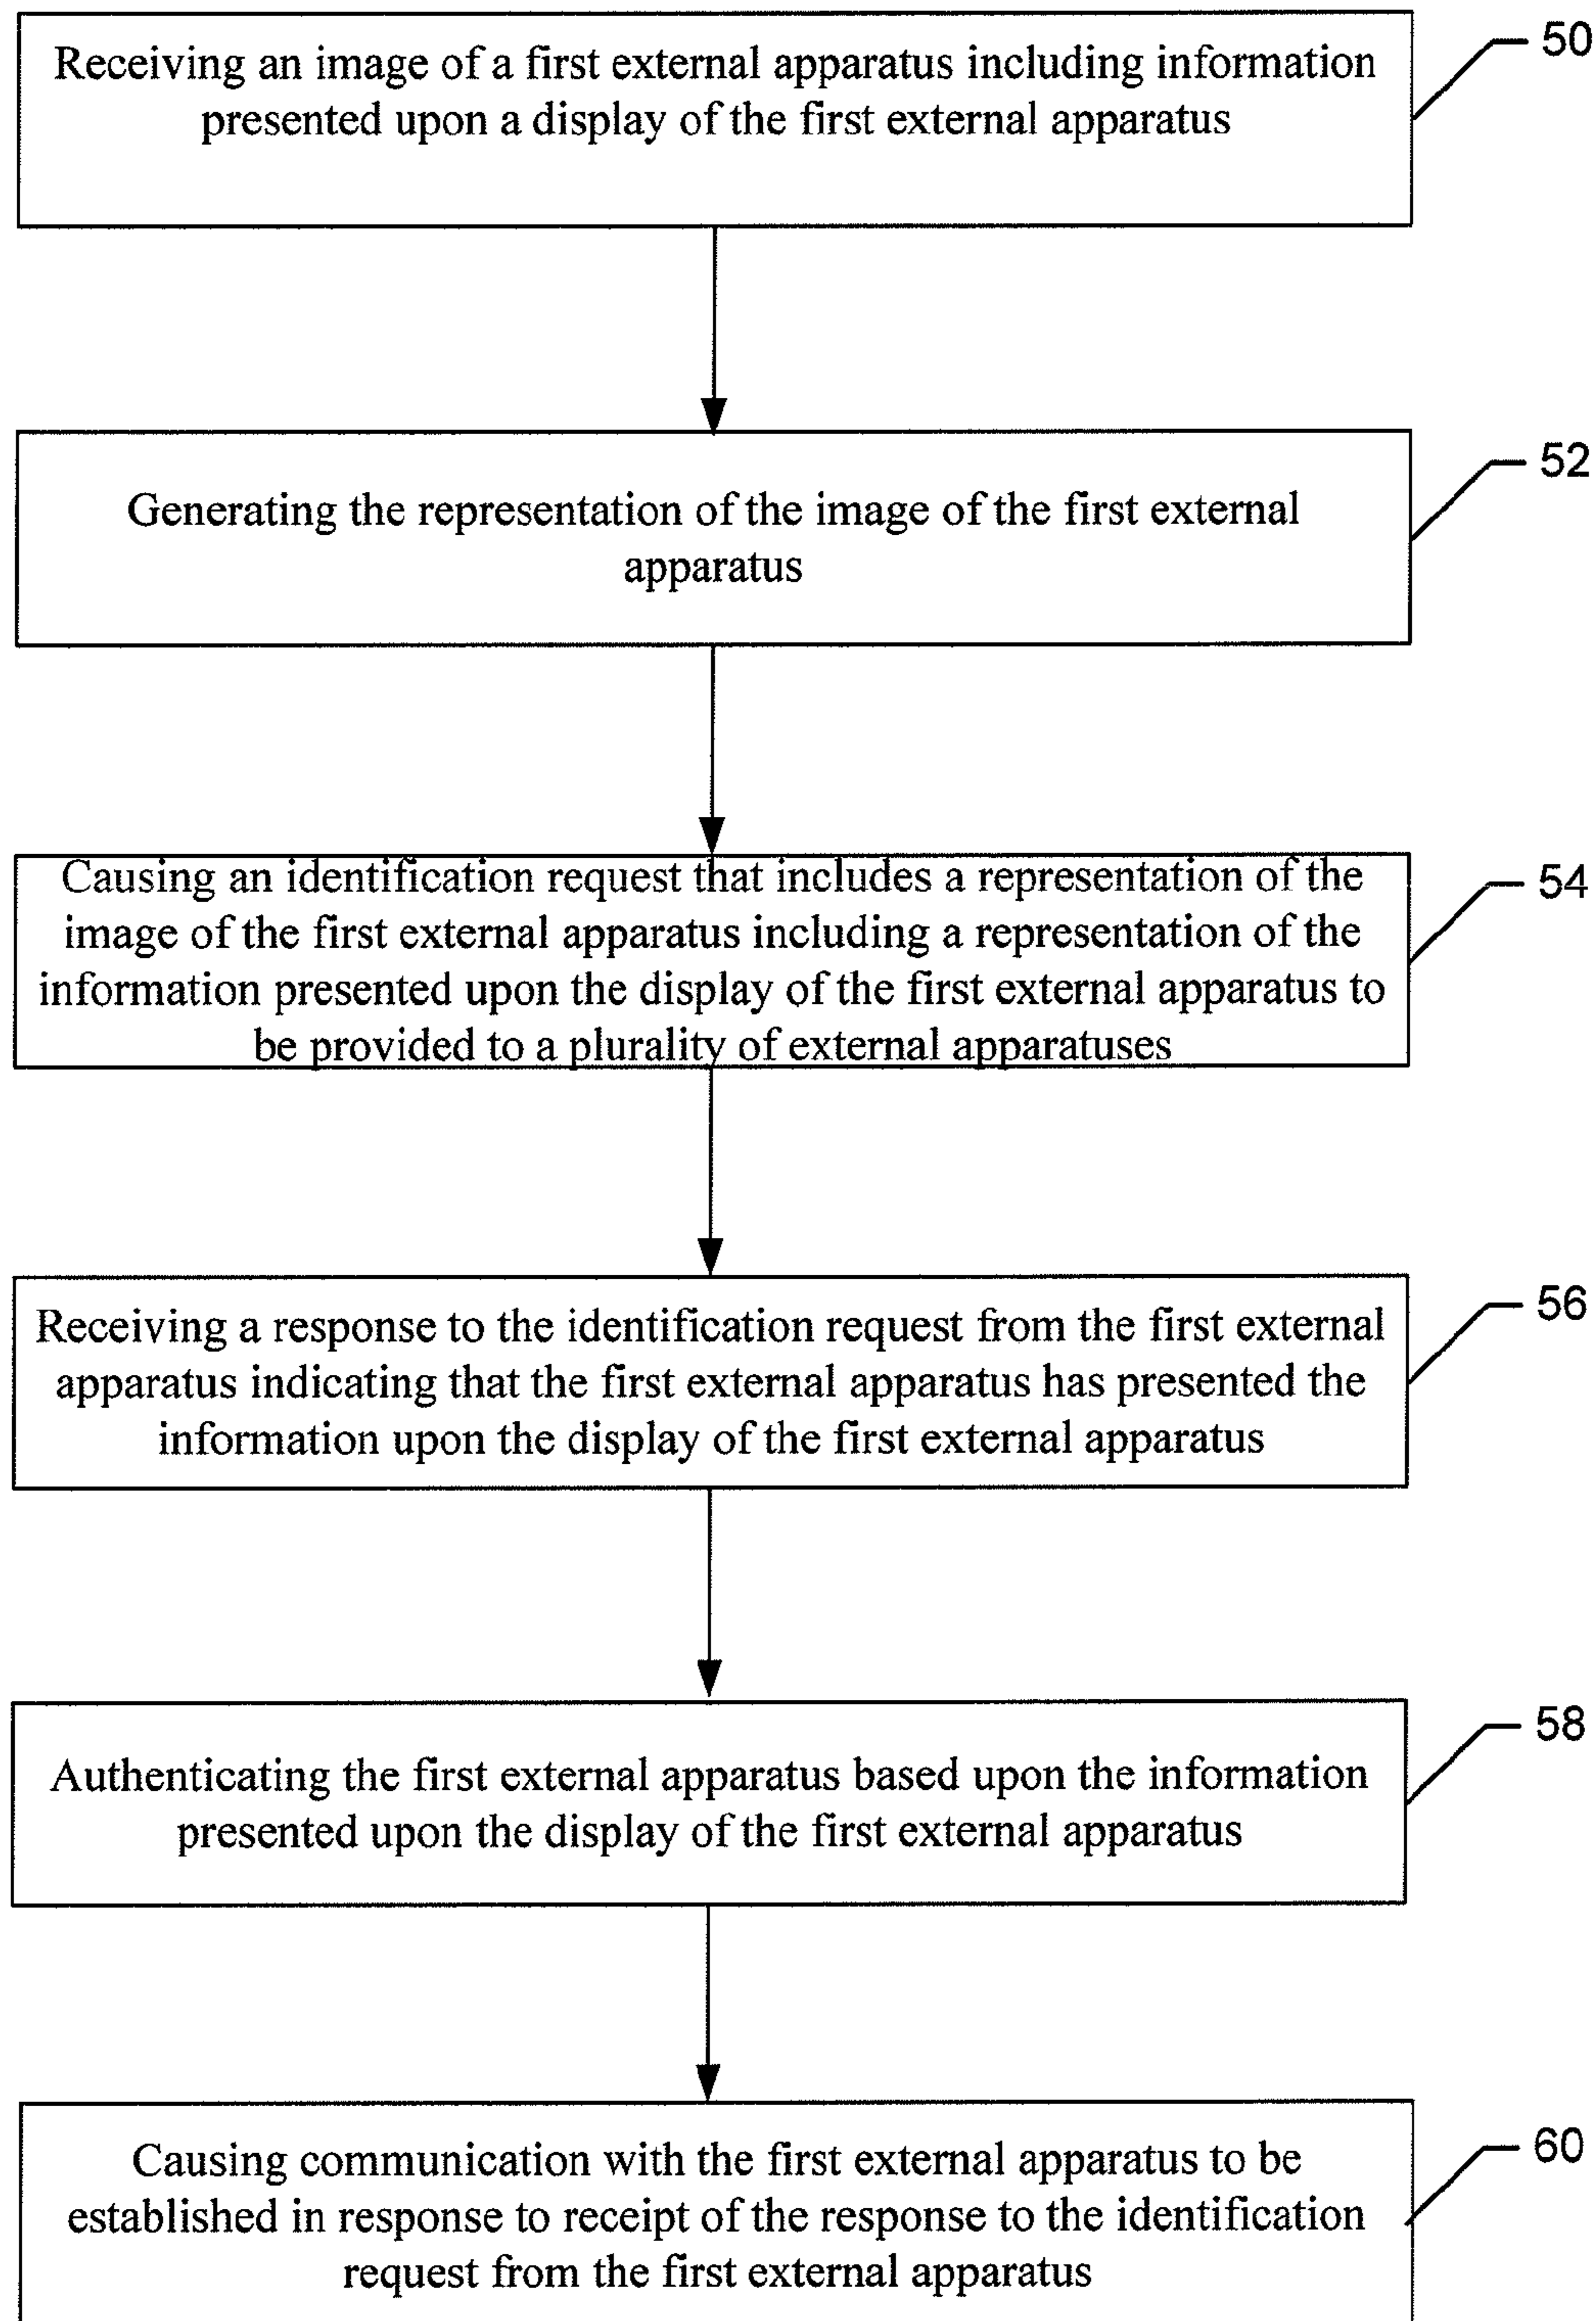 Receiving an image of a first external apparatus including information
presented upon a display of the first external apparatus
50
Generating the representation of the image of the first external
apparatus
52
Causing an identification request that includes a representation of the
image of the first external apparatus including a representation of the
information presented upon the display of the first external apparatus to
be provided to a plurality of external apparatuses
54
Receiving a response to the identification request from the first external
apparatus indicating that the first external apparatus has presented the
information upon the display of the first external apparatus
56
Authenticating the first external apparatus based upon the information
presented upon the display of the first external apparatus
58
Causing communication with the first external apparatus to be
established in response to receipt of the response to the identification
request from the first external apparatus
60